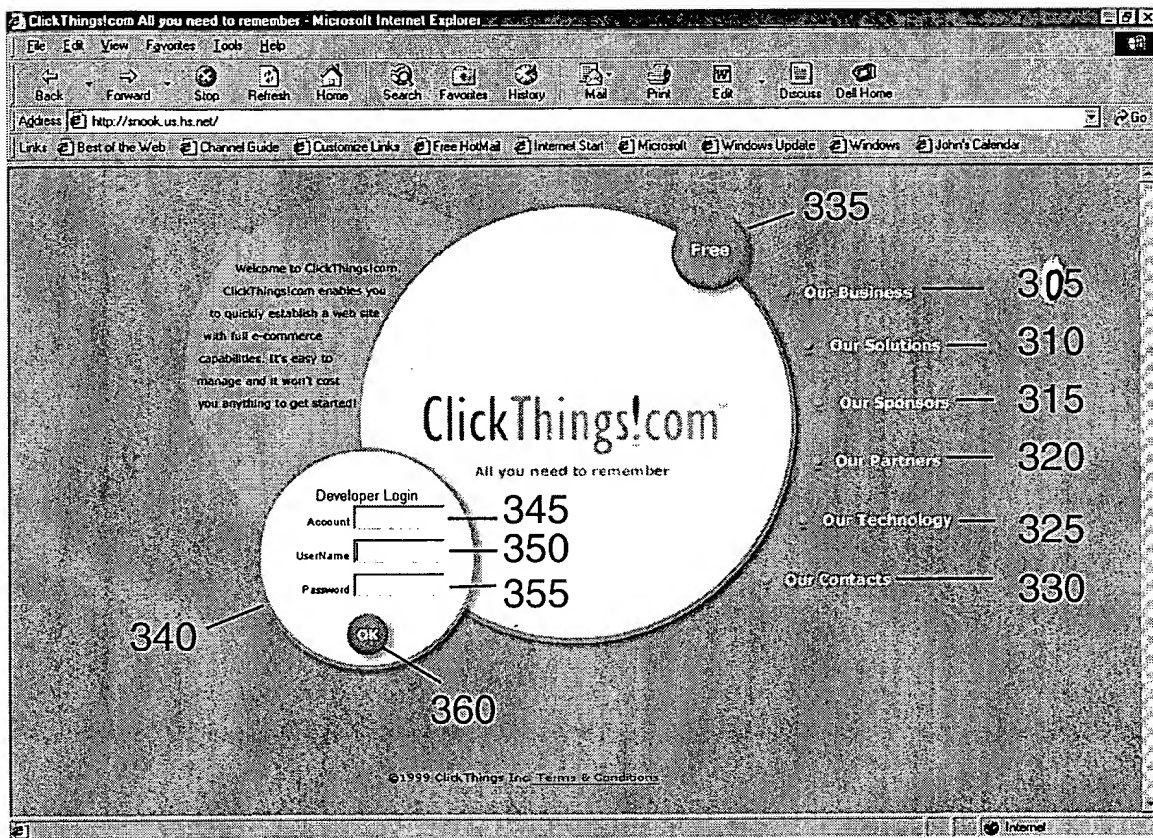 ClickThings!com All you need to remember - Microsoft Internet Explorer
File Edit View Favorites Tools Help
Back Forward Stop Refresh Home Search Favorites History Mail Print Edit Discuss Dell Home
Address http://snook.us.hs.net/ Go
Links Best of the Web Channel Guide Customize Links Free HotMail Internet Start Microsoft Windows Update Windows John's Calendar
335
Free
Welcome to ClickThings!com.
ClickThings!com enables you
to quickly establish a web site
with full e-commerce
capabilities. It's easy to
manage and it won't cost
you anything to get started!
Our Business 305
Our Solutions 310
Our Sponsors 315
Our Partners 320
Our Technology 325
Our Contacts 330
ClickThings!com
All you need to remember
Developer Login
Account 345
UserName 350
Password 355
340
OK
360
©1999 ClickThings Inc. Terms & Conditions
Internet